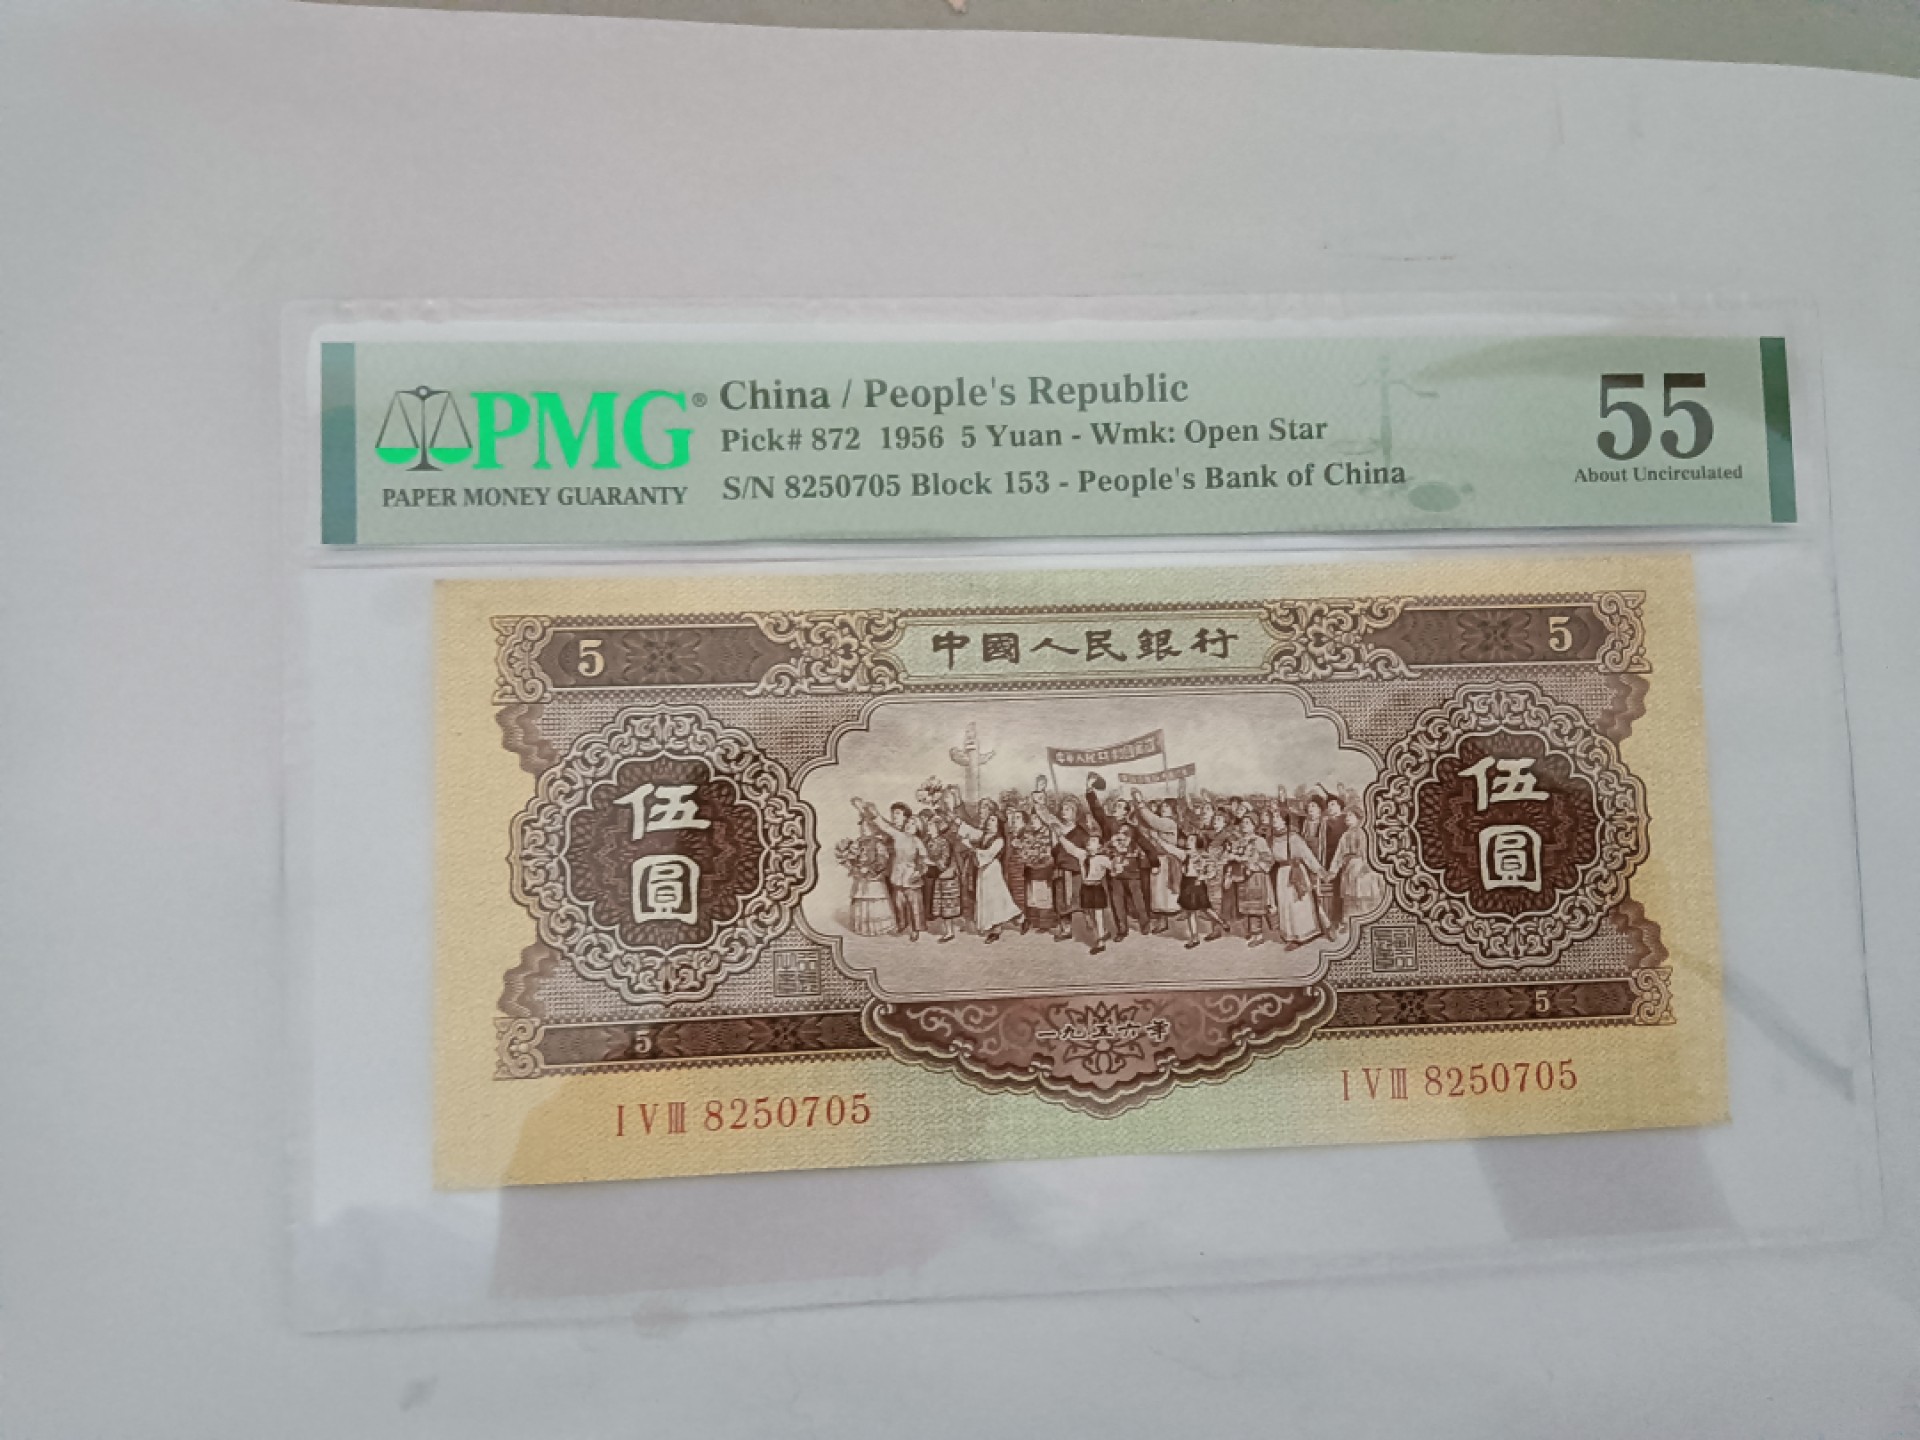 PMG®
PAPER MONEY GUARANTY
China / People's Republic
Pick# 872 1956 5 Yuan - Wmk: Open Star
S/N 8250705 Block 153 - People's Bank of China
55
About Uncirculated
5 中國人民銀行 5
伍圓
伍圓
5 一九五六年 5
I V III 8250705
I V III 8250705